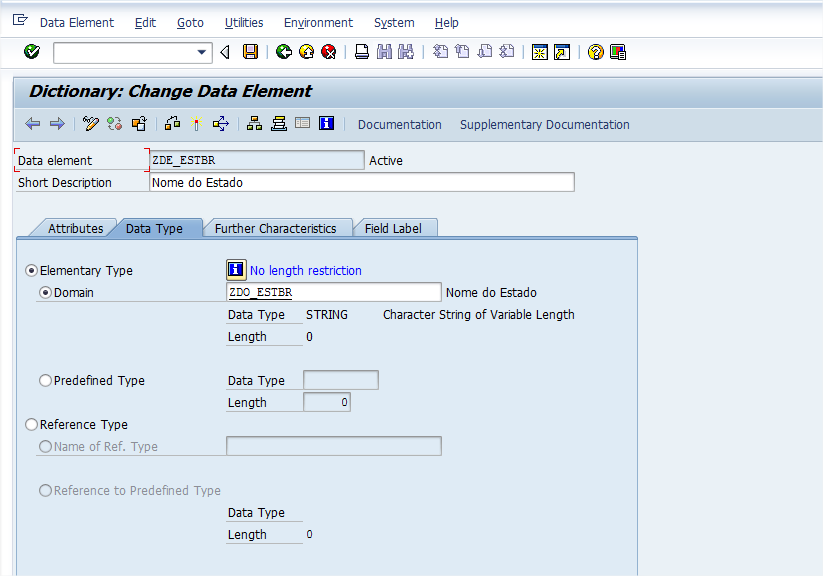 Data Element Edit Goto Utilities Environment System Help
Dictionary: Change Data Element
Documentation Supplementary Documentation
Data element ZDE_ESTBR Active
Short Description Nome do Estado
Attributes Data Type Further Characteristics Field Label
Elementary Type No length restriction
Domain ZDO_ESTBR Nome do Estado
Data Type STRING Character String of Variable Length
Length 0
Predefined Type Data Type
Length 0
Reference Type
Name of Ref. Type
Reference to Predefined Type
Data Type
Length 0